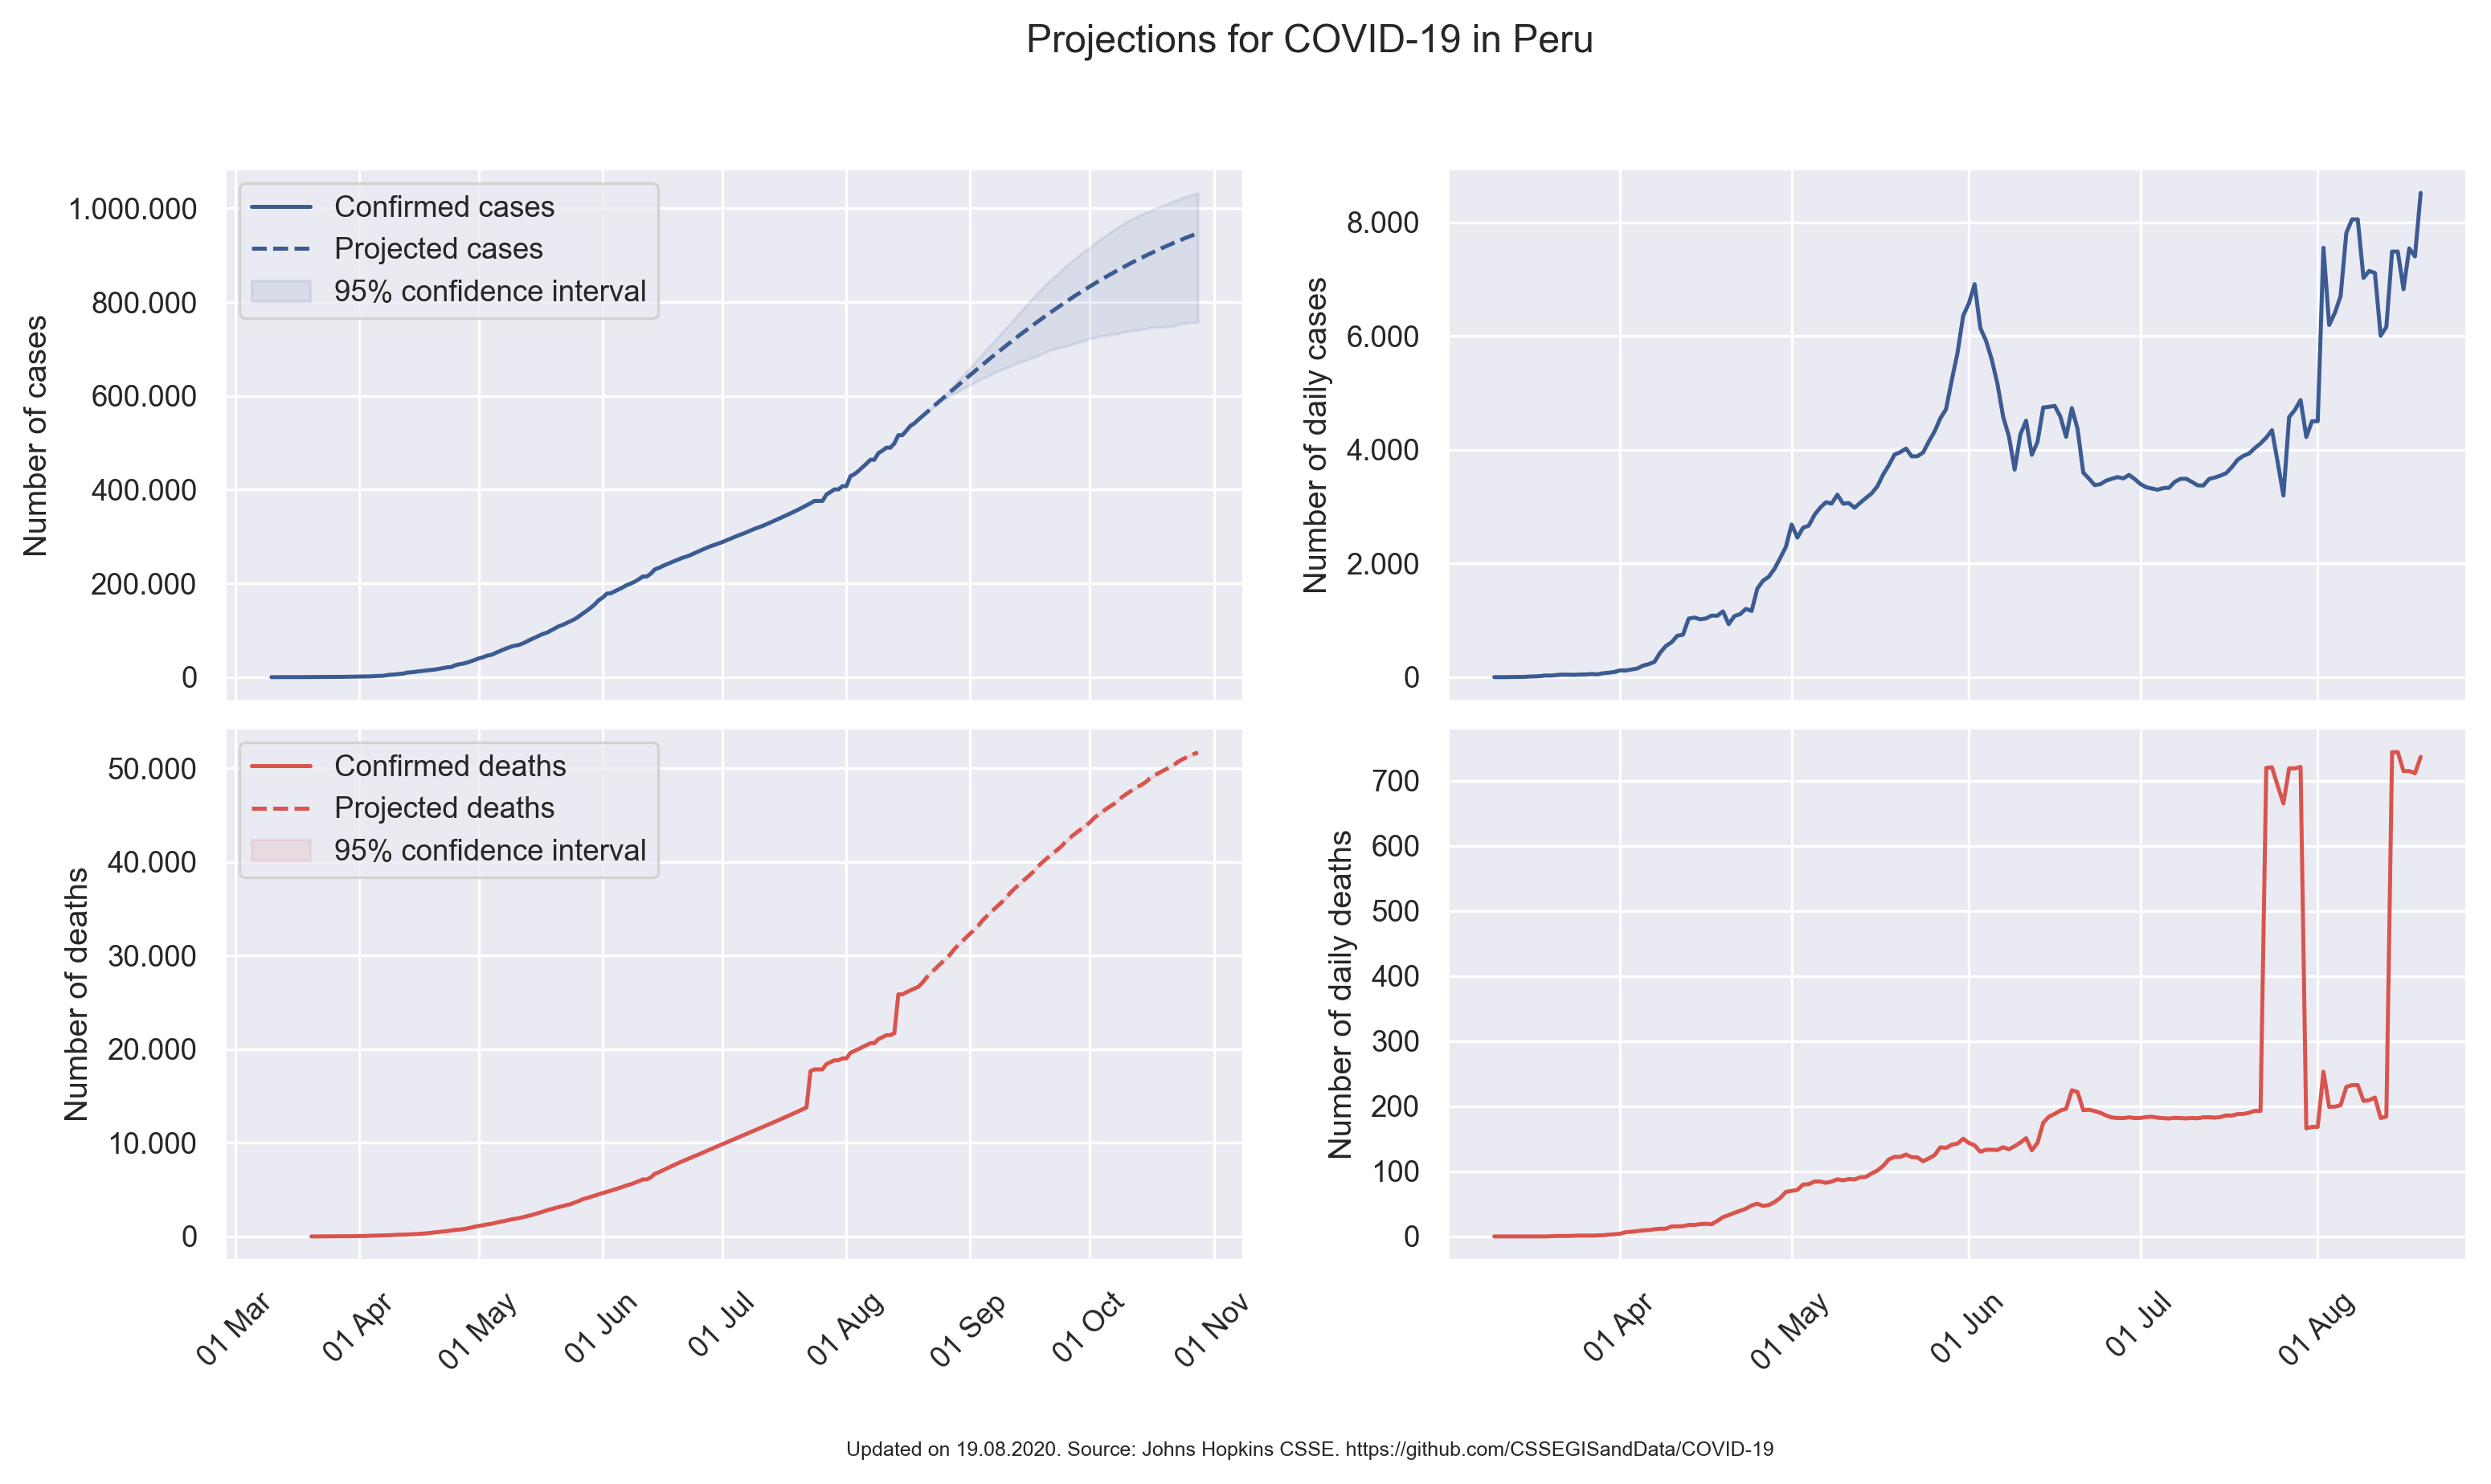 Projections for COVID-19 in Peru
Number of cases
1.000.000
800.000
600.000
400.000
200.000
0
Confirmed cases
Projected cases
95% confidence interval
Number of daily cases
8.000
6.000
4.000
2.000
0
Number of deaths
50.000
40.000
30.000
20.000
10.000
0
Confirmed deaths
Projected deaths
95% confidence interval
01 Mar
01 Apr
01 May
01 Jun
01 Jul
01 Aug
01 Sep
01 Oct
01 Nov
Number of daily deaths
700
600
500
400
300
200
100
0
01 Apr
01 May
01 Jun
01 Jul
01 Aug
Updated on 19.08.2020. Source: Johns Hopkins CSSE. https://github.com/CSSEGISandData/COVID-19